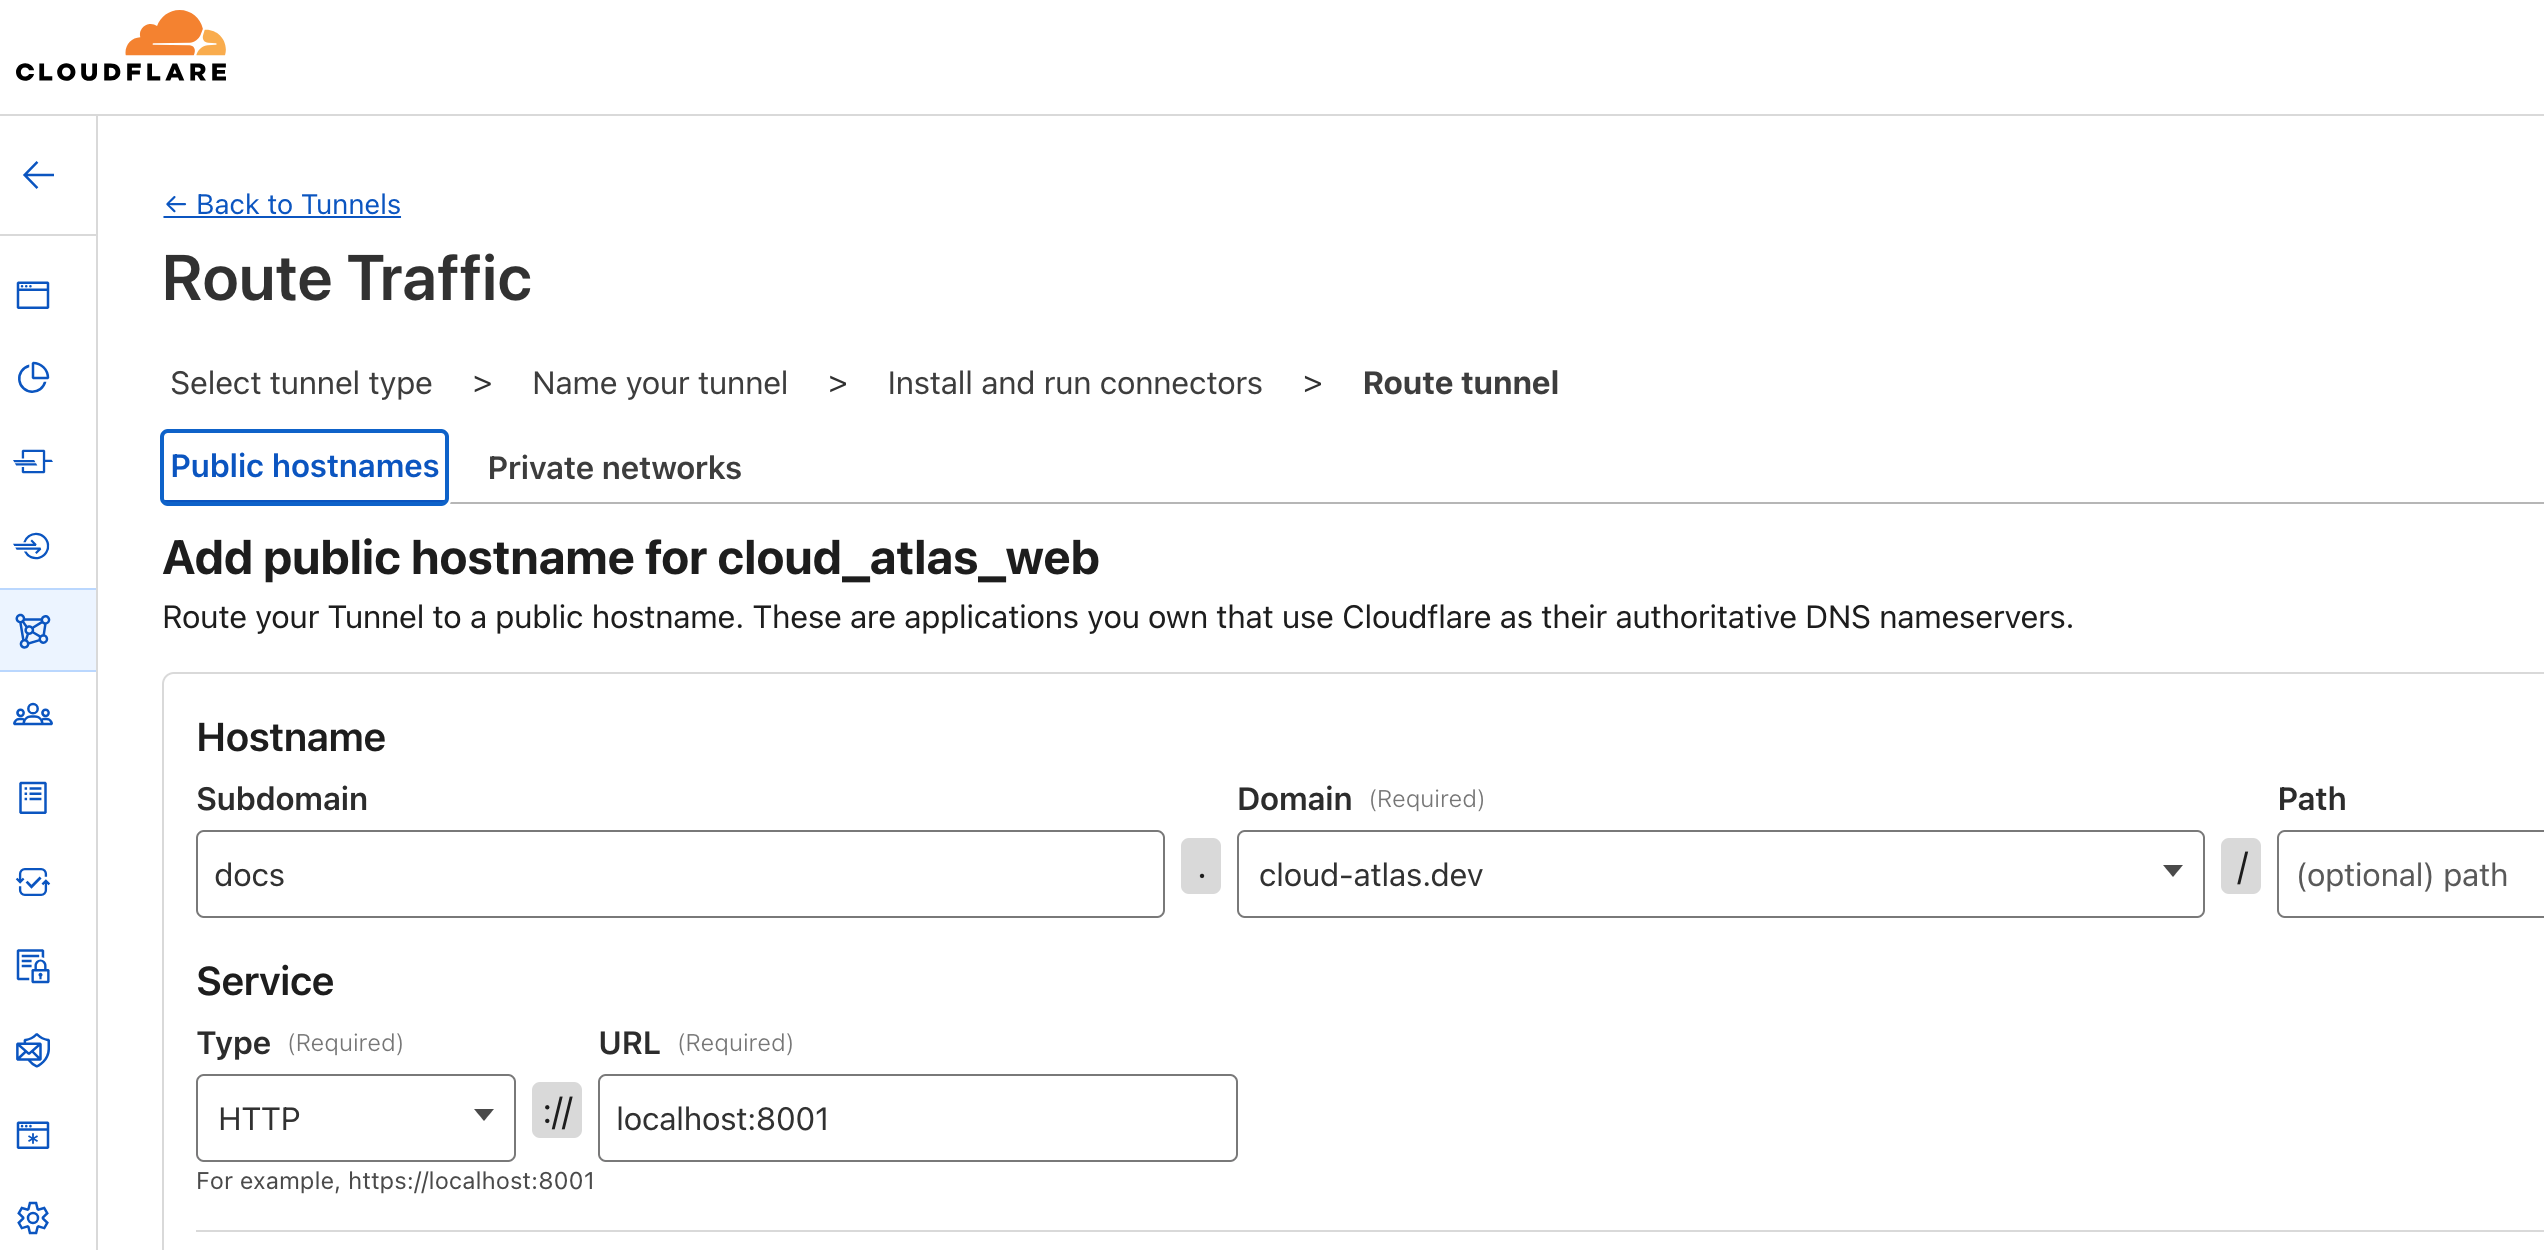 CLOUDFLARE
← Back to Tunnels
Route Traffic
Select tunnel type > Name your tunnel > Install and run connectors > Route tunnel
Public hostnames Private networks
Add public hostname for cloud_atlas_web
Route your Tunnel to a public hostname. These are applications you own that use Cloudflare as their authoritative DNS nameservers.
Hostname
Subdomain Domain (Required) Path
docs . cloud-atlas.dev / (optional) path
Service
Type (Required) URL (Required)
HTTP :// localhost:8001
For example, https://localhost:8001